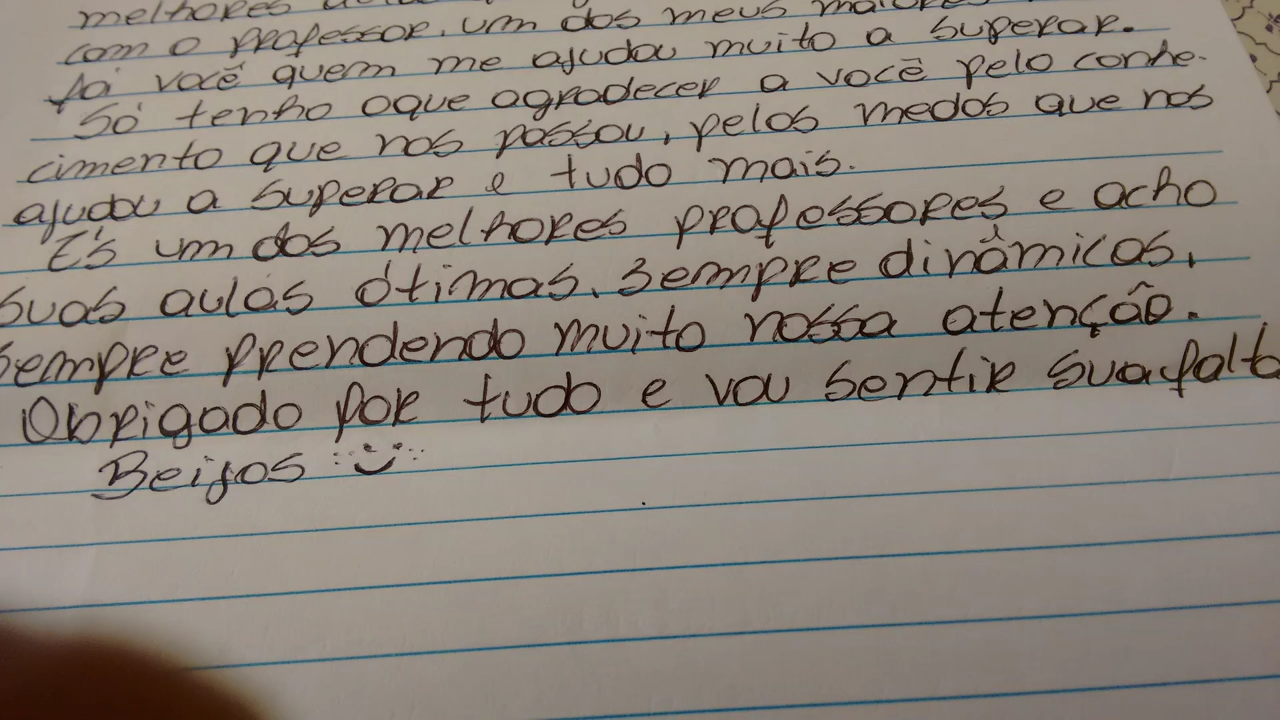 melhores
com o professor, um dos meus maiores
foi você quem me ajudou muito a superar.
Só tenho oque agradecer a você pelo conhe-
cimento que nos passou, pelos medos que nos
ajudou a superar e tudo mais.
És um dos melhores professores e acho
suas aulas ótimas, sempre dinâmicas,
sempre prendendo muito nossa atenção.
Obrigado por tudo e vou sentir sua falta
Beijos